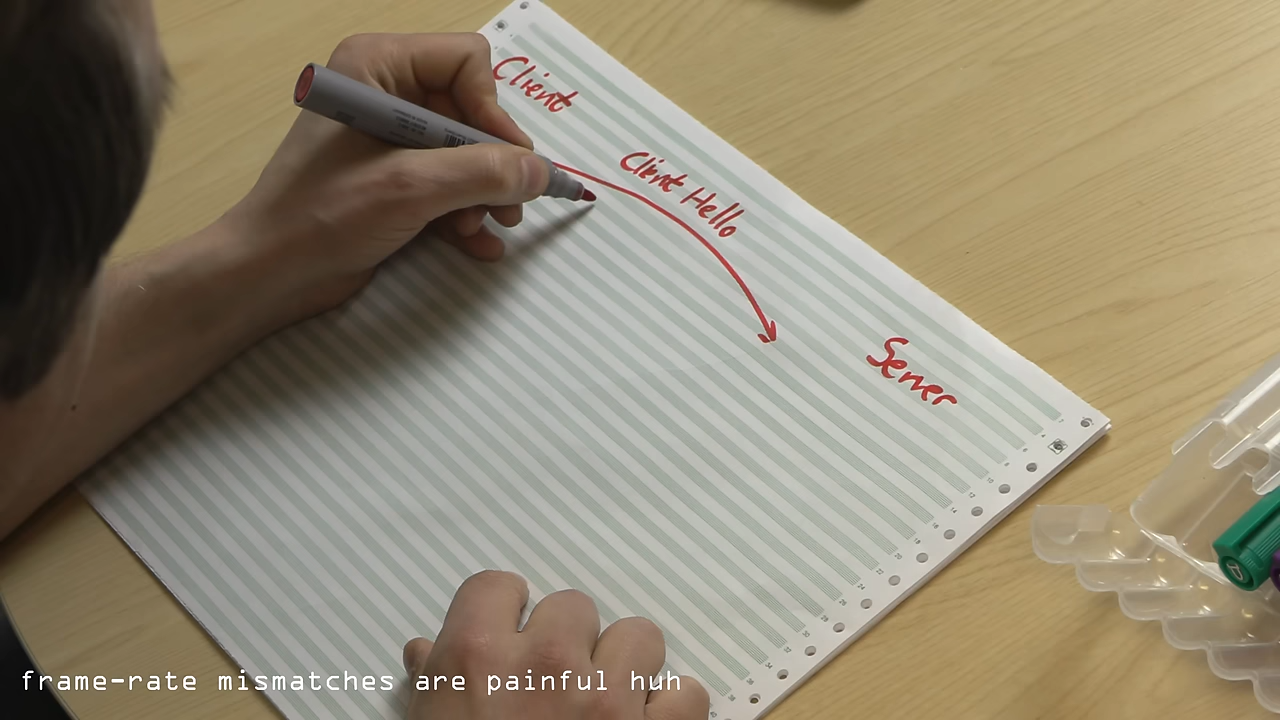 Client
Client Hello
Server
frame-rate mismatches are painful huh